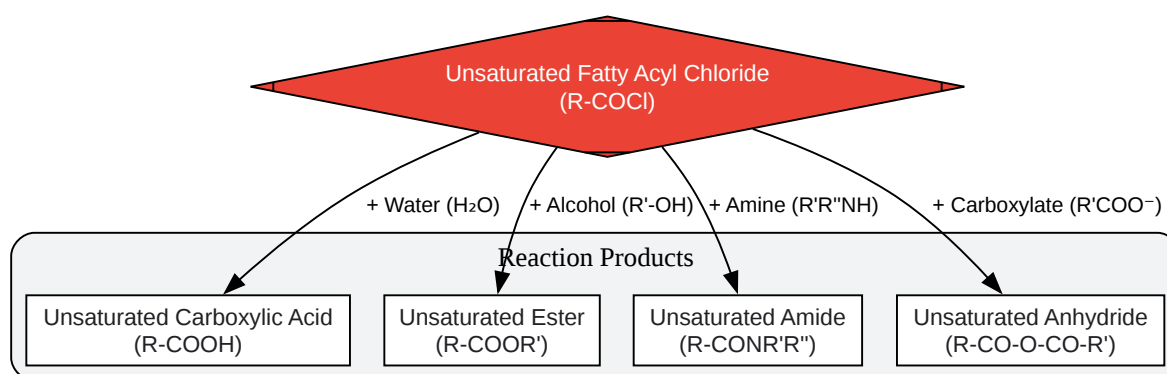 Unsaturated Fatty Acyl Chloride
(R-COCl)
+ Water (H₂O)
+ Alcohol (R'-OH)
+ Amine (R'R''NH)
+ Carboxylate (R'COO⁻)
Reaction Products
Unsaturated Carboxylic Acid
(R-COOH)
Unsaturated Ester
(R-COOR')
Unsaturated Amide
(R-CONR'R'')
Unsaturated Anhydride
(R-CO-O-CO-R')